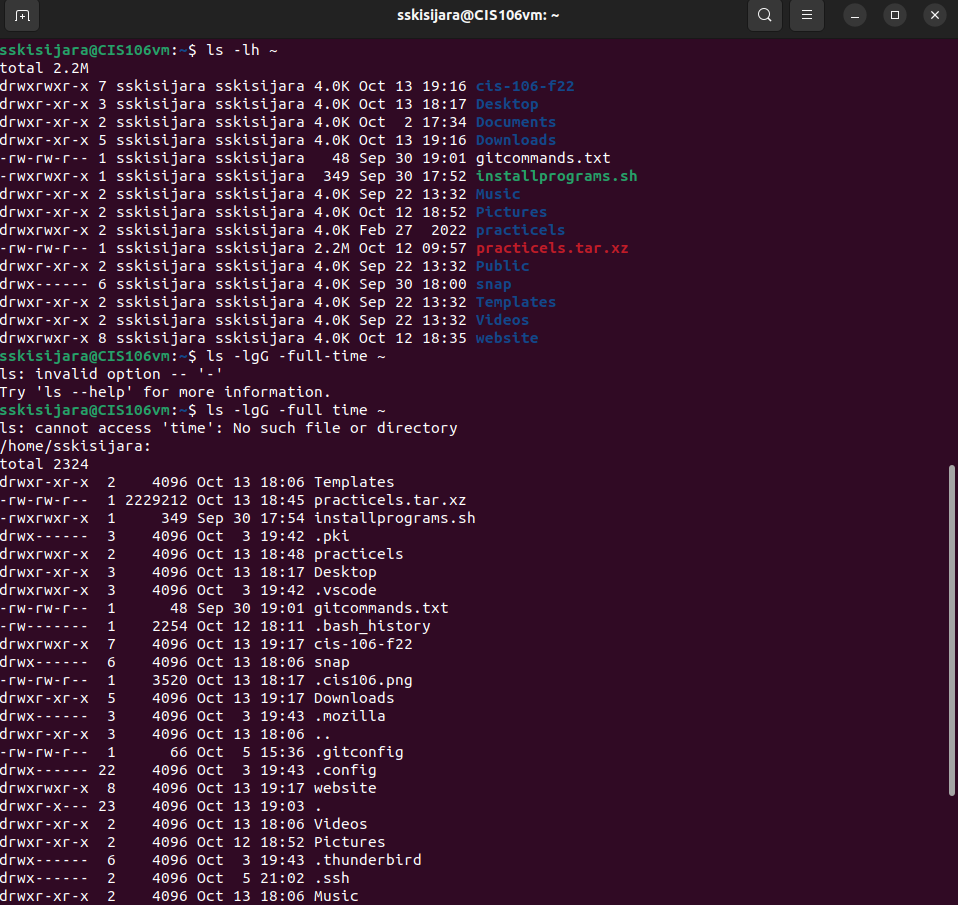 sskisijara@CIS106vm: ~
sskisijara@CIS106vm:~$ ls -lh ~
total 2.2M
drwxrwxr-x 7 sskisijara sskisijara 4.0K Oct 13 19:16 cis-106-f22
drwxr-xr-x 3 sskisijara sskisijara 4.0K Oct 13 18:17 Desktop
drwxr-xr-x 2 sskisijara sskisijara 4.0K Oct  2 17:34 Documents
drwxr-xr-x 5 sskisijara sskisijara 4.0K Oct 13 19:16 Downloads
-rw-rw-r-- 1 sskisijara sskisijara   48 Sep 30 19:01 gitcommands.txt
-rwxrwxr-x 1 sskisijara sskisijara  349 Sep 30 17:52 installprograms.sh
drwxr-xr-x 2 sskisijara sskisijara 4.0K Sep 22 13:32 Music
drwxr-xr-x 2 sskisijara sskisijara 4.0K Oct 12 18:52 Pictures
drwxrwxr-x 2 sskisijara sskisijara 4.0K Feb 27  2022 practicels
-rw-rw-r-- 1 sskisijara sskisijara 2.2M Oct 12 09:57 practicels.tar.xz
drwxr-xr-x 2 sskisijara sskisijara 4.0K Sep 22 13:32 Public
drwx------ 6 sskisijara sskisijara 4.0K Sep 30 18:00 snap
drwxr-xr-x 2 sskisijara sskisijara 4.0K Sep 22 13:32 Templates
drwxr-xr-x 2 sskisijara sskisijara 4.0K Sep 22 13:32 Videos
drwxrwxr-x 8 sskisijara sskisijara 4.0K Oct 12 18:35 website
sskisijara@CIS106vm:~$ ls -lgG -full-time ~
ls: invalid option -- '-'
Try 'ls --help' for more information.
sskisijara@CIS106vm:~$ ls -lgG -full time ~
ls: cannot access 'time': No such file or directory
/home/sskisijara:
total 2324
drwxr-xr-x  2    4096 Oct 13 18:06 Templates
-rw-rw-r--  1 2229212 Oct 13 18:45 practicels.tar.xz
-rwxrwxr-x  1     349 Sep 30 17:54 installprograms.sh
drwx------  3    4096 Oct  3 19:42 .pki
drwxrwxr-x  2    4096 Oct 13 18:48 practicels
drwxr-xr-x  3    4096 Oct 13 18:17 Desktop
drwxrwxr-x  3    4096 Oct  3 19:42 .vscode
-rw-rw-r--  1      48 Sep 30 19:01 gitcommands.txt
-rw-------  1    2254 Oct 12 18:11 .bash_history
drwxrwxr-x  7    4096 Oct 13 19:17 cis-106-f22
drwx------  6    4096 Oct 13 18:06 snap
-rw-rw-r--  1    3520 Oct 13 18:17 .cis106.png
drwxr-xr-x  5    4096 Oct 13 19:17 Downloads
drwx------  3    4096 Oct  3 19:43 .mozilla
drwxr-xr-x  3    4096 Oct 13 18:06 ..
-rw-rw-r--  1      66 Oct  5 15:36 .gitconfig
drwx------ 22    4096 Oct  3 19:43 .config
drwxrwxr-x  8    4096 Oct 13 19:17 website
drwxr-x--- 23    4096 Oct 13 19:03 .
drwxr-xr-x  2    4096 Oct 13 18:06 Videos
drwxr-xr-x  2    4096 Oct 12 18:52 Pictures
drwx------  6    4096 Oct  3 19:43 .thunderbird
drwx------  2    4096 Oct  5 21:02 .ssh
drwxr-xr-x  2    4096 Oct 13 18:06 Music